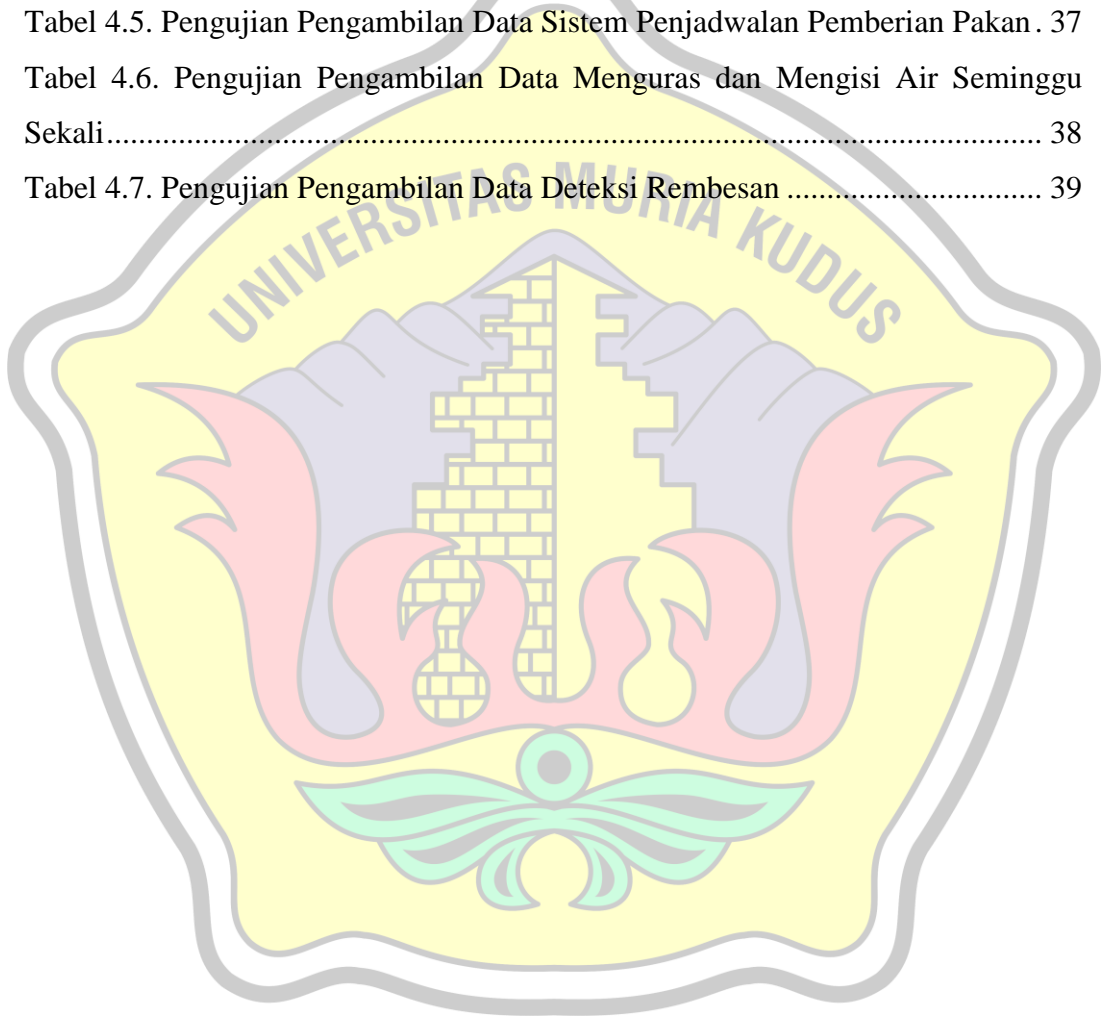 Tabel 4.5. Pengujian Pengambilan Data Sistem Penjadwalan Pemberian Pakan . 37
Tabel 4.6. Pengujian Pengambilan Data Menguras dan Mengisi Air Seminggu
Sekali..................................................................................................................... 38
Tabel 4.7. Pengujian Pengambilan Data Deteksi Rembesan ................................ 39
UNIVERSITAS MURIA KUDUS